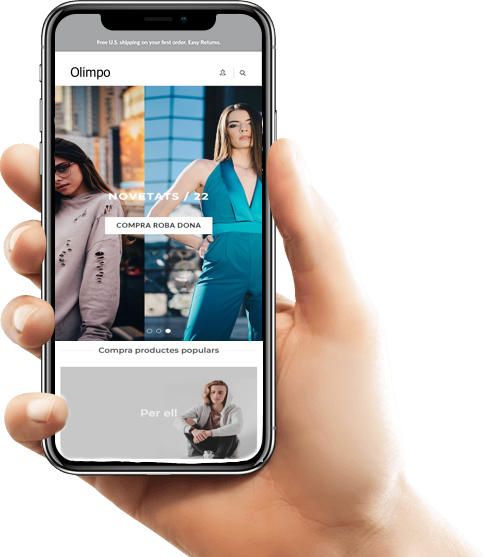 Free U.S. shipping on your first order. Easy Returns.
Olimpo
NOVETATS / 22
COMPRA ROBA DONA
Compra productes populars
Per ell